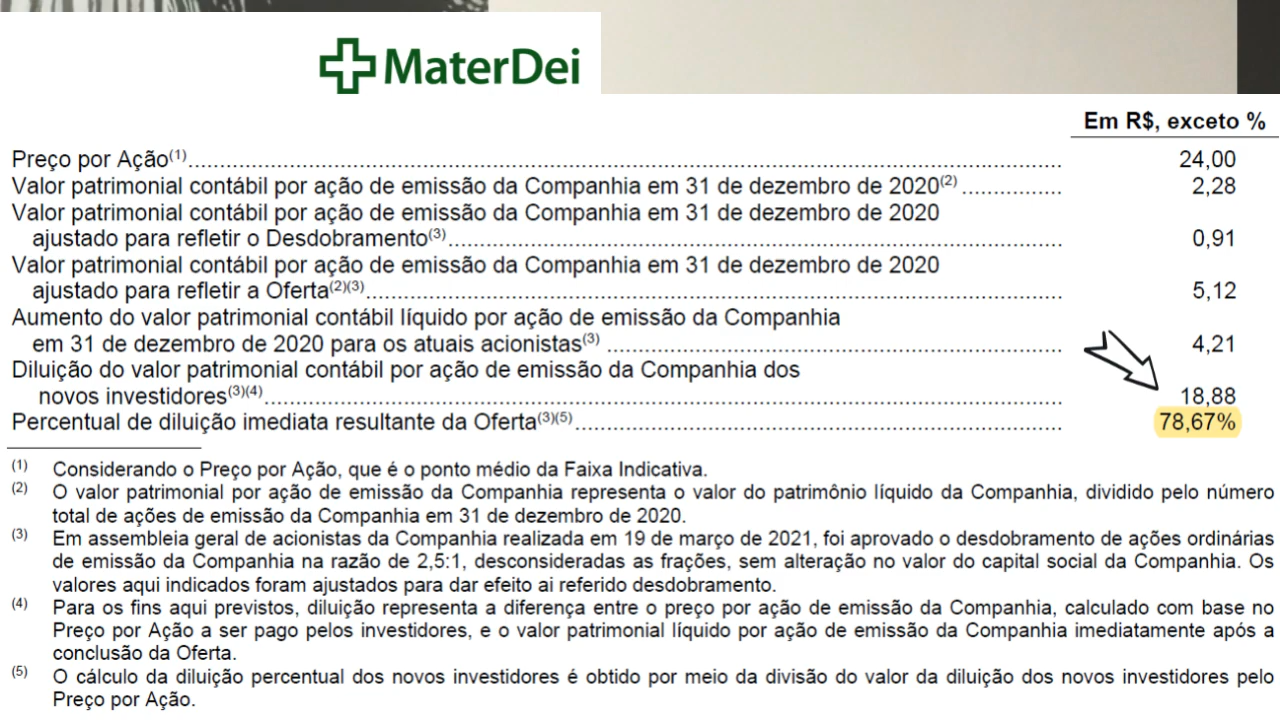 MaterDei
Em R$, exceto %
Preço por Ação(1) 24,00
Valor patrimonial contábil por ação de emissão da Companhia em 31 de dezembro de 2020(2) 2,28
Valor patrimonial contábil por ação de emissão da Companhia em 31 de dezembro de 2020
ajustado para refletir o Desdobramento(3) 0,91
Valor patrimonial contábil por ação de emissão da Companhia em 31 de dezembro de 2020
ajustado para refletir a Oferta(2)(3) 5,12
Aumento do valor patrimonial contábil líquido por ação de emissão da Companhia
em 31 de dezembro de 2020 para os atuais acionistas(3) 4,21
Diluição do valor patrimonial contábil por ação de emissão da Companhia dos
novos investidores(3)(4) 18,88
Percentual de diluição imediata resultante da Oferta(3)(5) 78,67%
(1) Considerando o Preço por Ação, que é o ponto médio da Faixa Indicativa.
(2) O valor patrimonial por ação de emissão da Companhia representa o valor do patrimônio líquido da Companhia, dividido pelo número
total de ações de emissão da Companhia em 31 de dezembro de 2020.
(3) Em assembleia geral de acionistas da Companhia realizada em 19 de março de 2021, foi aprovado o desdobramento de ações ordinárias
de emissão da Companhia na razão de 2,5:1, desconsideradas as frações, sem alteração no valor do capital social da Companhia. Os
valores aqui indicados foram ajustados para dar efeito ai referido desdobramento.
(4) Para os fins aqui previstos, diluição representa a diferença entre o preço por ação de emissão da Companhia, calculado com base no
Preço por Ação a ser pago pelos investidores, e o valor patrimonial líquido por ação de emissão da Companhia imediatamente após a
conclusão da Oferta.
(5) O cálculo da diluição percentual dos novos investidores é obtido por meio da divisão do valor da diluição dos novos investidores pelo
Preço por Ação.